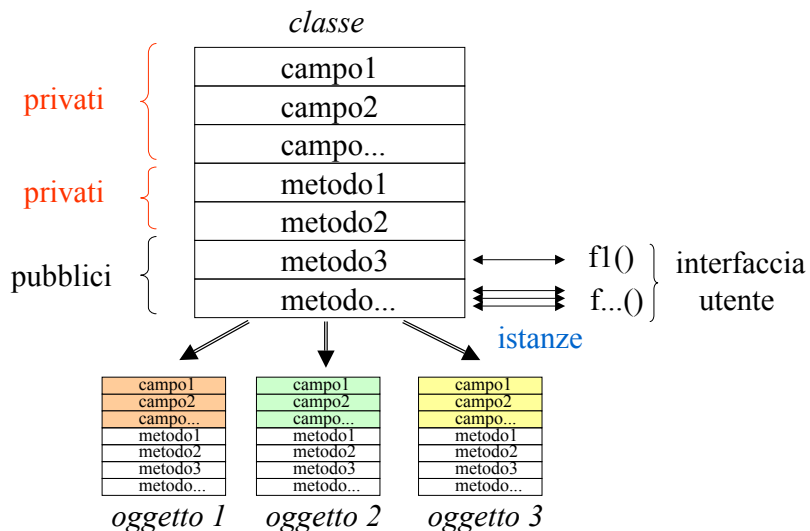 classe
campo1
privati
campo2
campo...
privati
metodo1
metodo2
pubblici
metodo3
metodo...
f1()
f...()
interfaccia
utente
istanze
campo1
campo2
campo...
metodo1
metodo2
metodo3
metodo...
oggetto 1
campo1
campo2
campo...
metodo1
metodo2
metodo3
metodo...
oggetto 2
campo1
campo2
campo...
metodo1
metodo2
metodo3
metodo...
oggetto 3